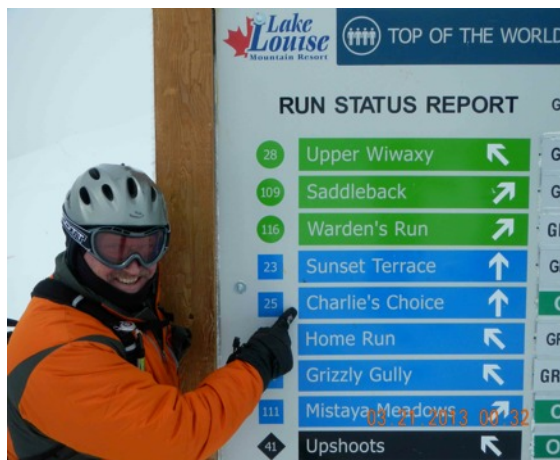 Lake
Louise
Mountain Resort
TOP OF THE WORLD
RUN STATUS REPORT
28 Upper Wiwaxy
109 Saddleback
116 Warden's Run
23 Sunset Terrace
25 Charlie's Choice
Home Run
Grizzly Gully
111 Mistaya Meadows
03 21 2013 00 32
41 Upshoots